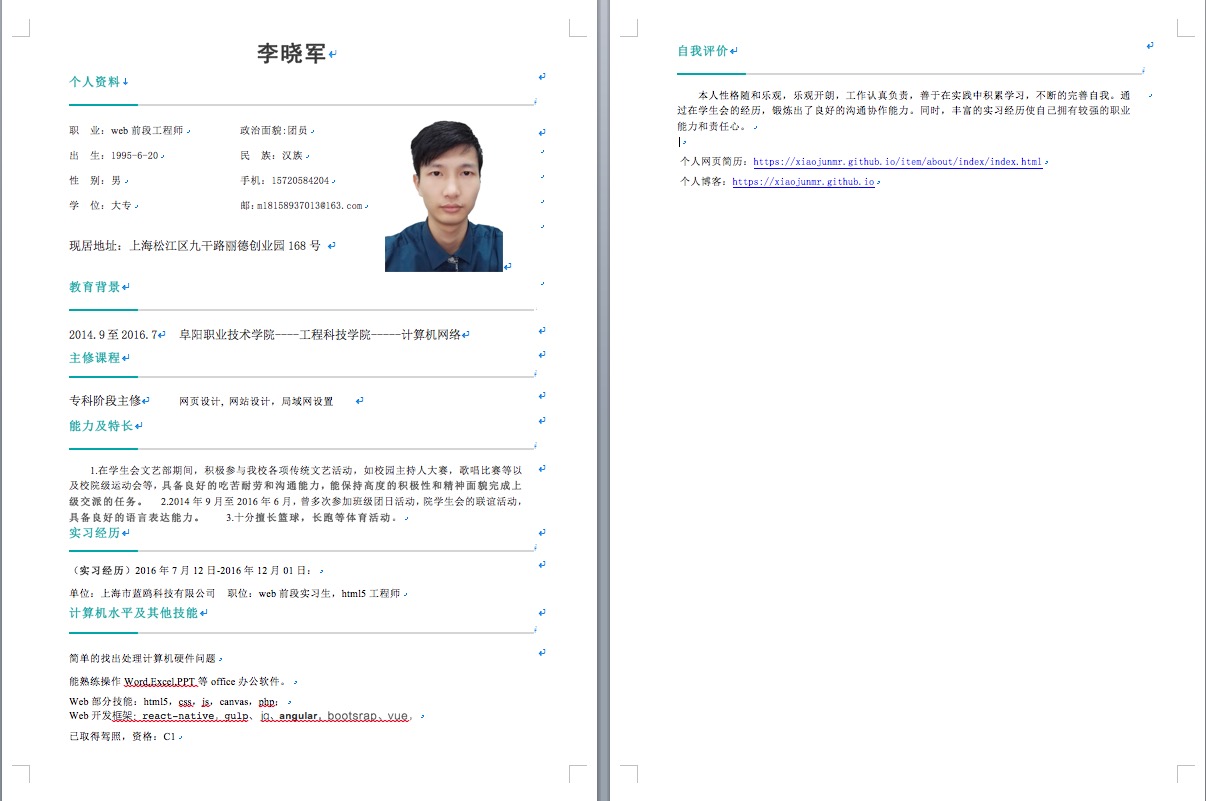 李晓军
个人资料
职 业：web 前段工程师
政治面貌:团员
出 生：1995-6-20
民 族：汉族
性 别：男
手机：15720584204
学 位：大专
邮:m18158937013@163.com
现居地址：上海松江区九干路丽德创业园 168 号
教育背景
2014.9 至 2016.7 阜阳职业技术学院----工程科技学院-----计算机网络
主修课程
专科阶段主修 网页设计, 网站设计，局域网设置
能力及特长
1.在学生会文艺部期间，积极参与我校各项传统文艺活动，如校园主持人大赛，歌唱比赛等以
及校院级运动会等，具备良好的吃苦耐劳和沟通能力，能保持高度的积极性和精神面貌完成上
级交派的任务。 2.2014 年 9 月至 2016 年 6 月，曾多次参加班级团日活动，院学生会的联谊活动，
具备良好的语言表达能力。 3.十分擅长篮球，长跑等体育活动。
实习经历
（实习经历）2016 年 7 月 12 日-2016 年 12 月 01 日：
单位：上海市蓝鸥科技有限公司 职位：web 前段实习生，html5 工程师
计算机水平及其他技能
简单的找出处理计算机硬件问题
能熟练操作 Word,Excel,PPT 等 office 办公软件。
Web 部分技能：html5，css，js，canvas，php；
Web 开发框架：react-native，gulp、jq、angular，bootsrap、vue。
已取得驾照，资格：C1
自我评价
本人性格随和乐观，乐观开朗，工作认真负责，善于在实践中积累学习，不断的完善自我。通
过在学生会的经历，锻炼出了良好的沟通协作能力。同时，丰富的实习经历使自己拥有较强的职业
能力和责任心。
个人网页简历：https://xiaojunmr.github.io/item/about/index/index.html
个人博客：https://xiaojunmr.github.io